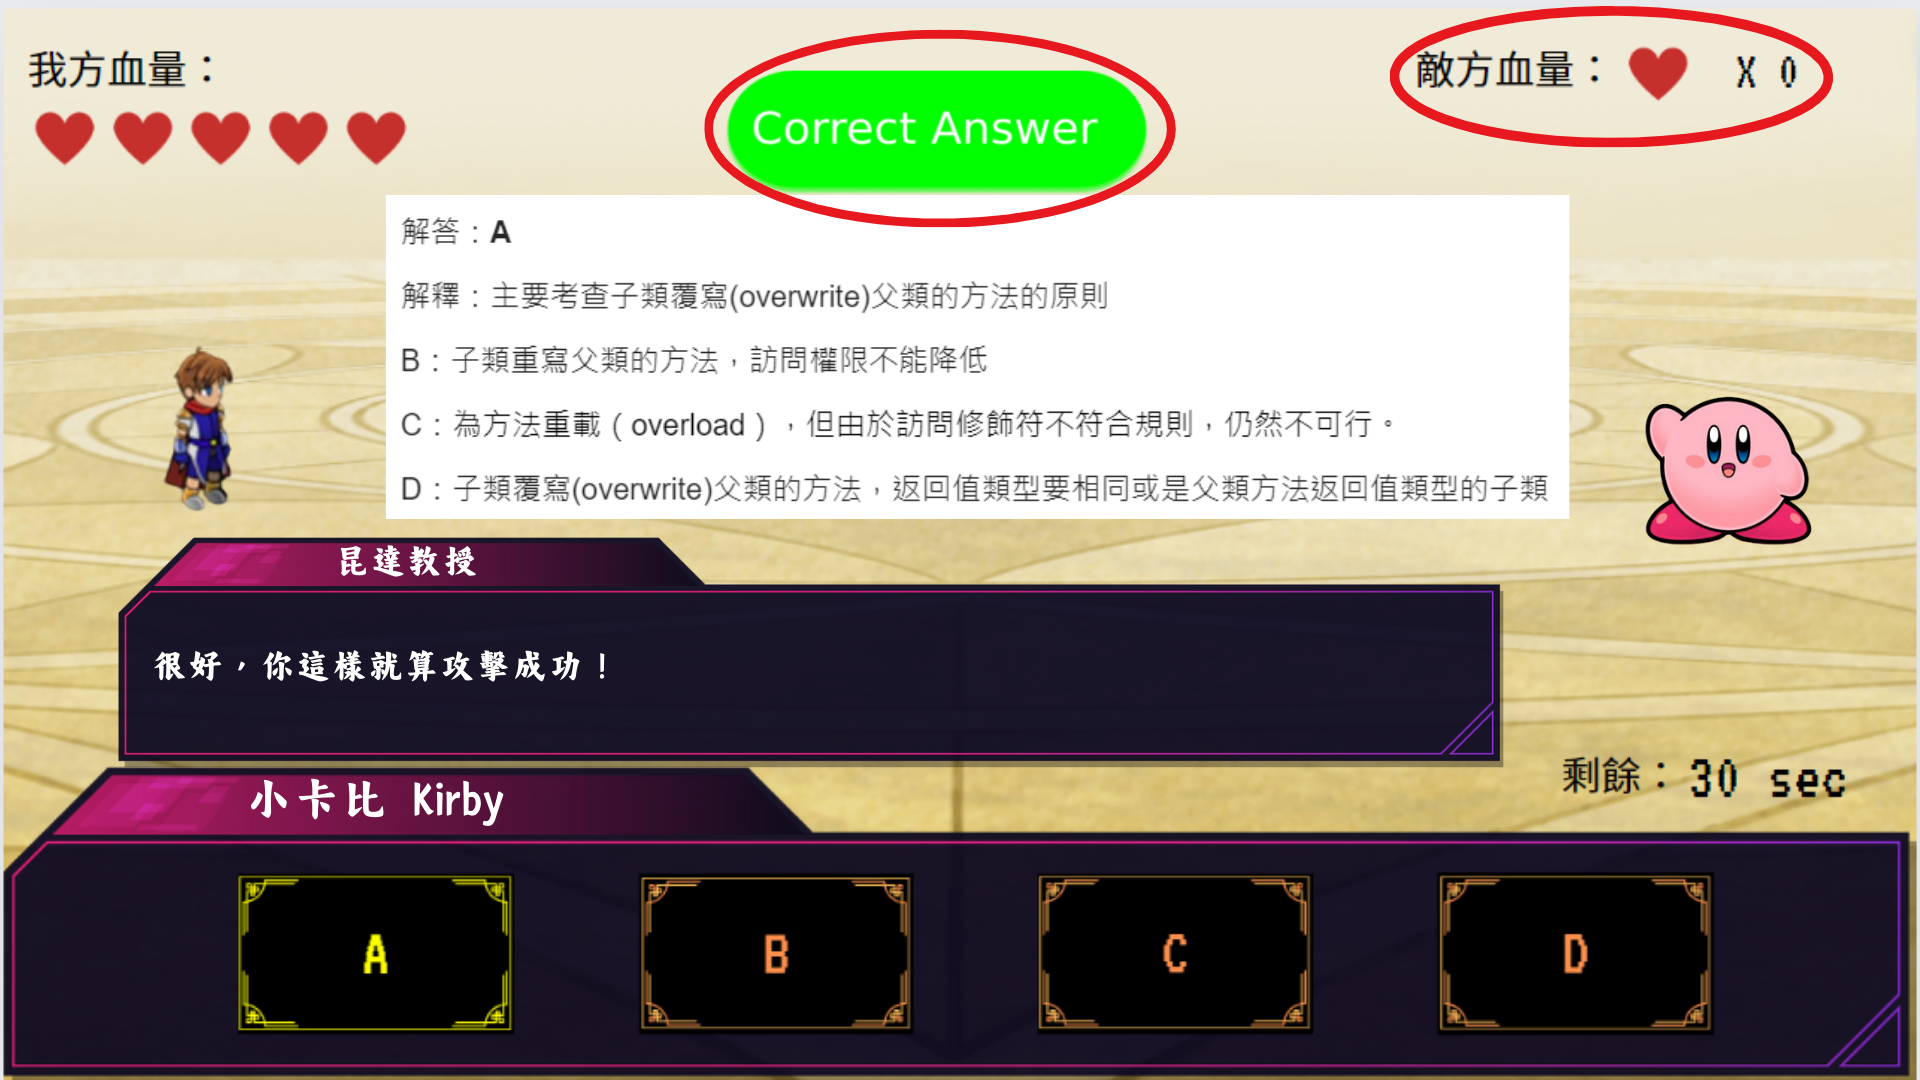 我方血量：
Correct Answer
敵方血量： X 0
解答：A
解釋：主要考查子類覆寫(overwrite)父類的方法的原則
B：子類重寫父類的方法，訪問權限不能降低
C：為方法重載（overload），但由於訪問修飾符不符合規則，仍然不可行。
D：子類覆寫(overwrite)父類的方法，返回值類型要相同或是父類方法返回值類型的子類
昆達教授
很好，你這樣就算攻擊成功！
剩餘：30 sec
小卡比 Kirby
A B C D